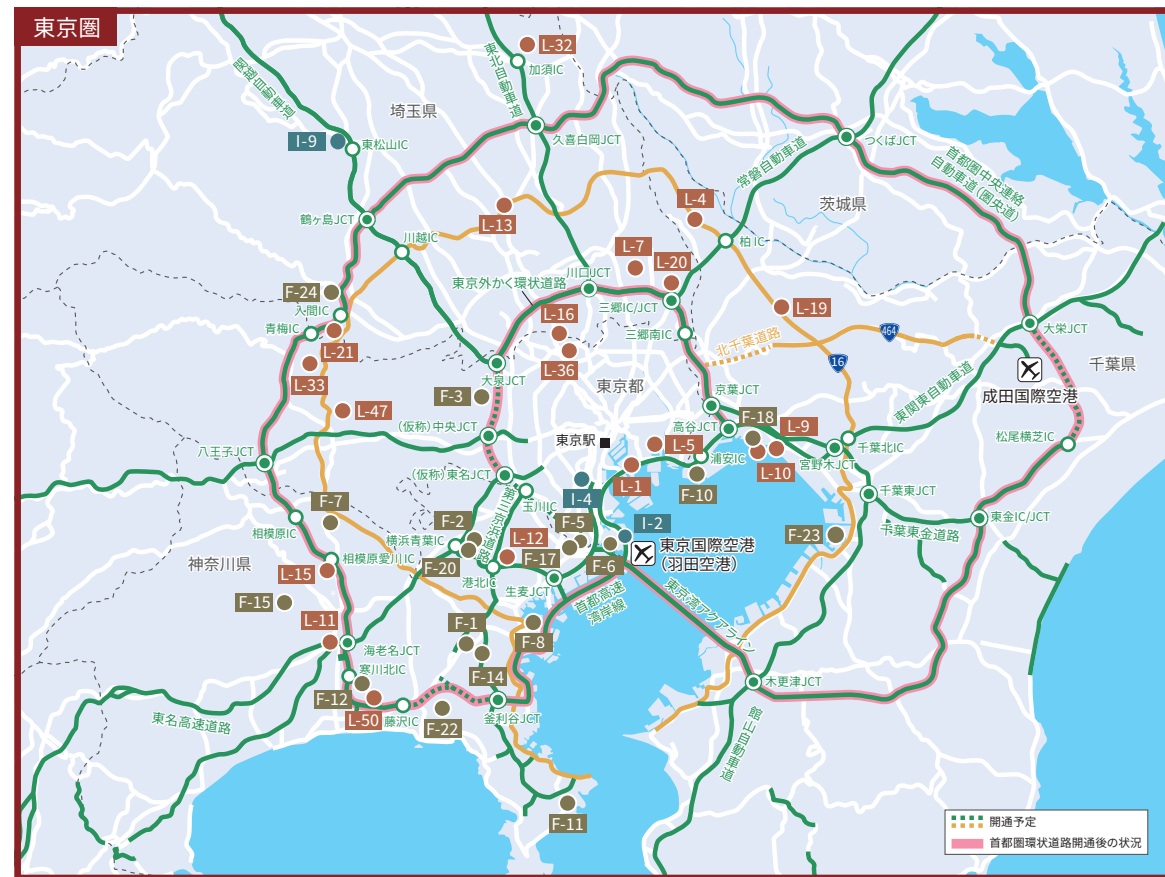 東京圏
L-32
加須IC
東北自動車道
関越自動車道
埼玉県
I-9
東松山IC
久喜白岡JCT
つくばJCT
首都圏中央連絡
自動車道(圏央道)
常磐自動車道
茨城県
鶴ヶ島JCT
L-13
L-4
川越IC
柏IC
L-7
L-20
川口JCT
東京外かく環状道路
三郷IC/JCT
F-24
入間IC
青梅IC
L-21
L-33
L-16
L-36
三郷南IC
L-19
464
16
北千葉道路
大栄JCT
千葉県
成田国際空港
大泉JCT
東京都
F-3
L-47
京葉JCT
東関東自動車道
(仮称)中央JCT
東京駅
高谷JCT
F-18
L-9
L-5
L-10
浦安IC
千葉北IC
宮野木JCT
松尾横芝IC
八王子JCT
(仮称)東名JCT
L-1
F-10
I-4
玉川IC
第三京浜道路
千葉東JCT
F-7
相模原IC
F-2
横浜青葉IC
F-5
I-2
東京国際空港
(羽田空港)
F-23
千葉東金道路
東金IC/JCT
神奈川県
相模原愛川IC
L-12
F-17
F-20
F-6
港北IC
生麦JCT
L-15
F-15
首都高速
湾岸線
東京湾アクアライン
L-11
F-1
F-8
海老名JCT
寒川北IC
F-14
F-12
L-50
藤沢IC
F-22
釜利谷JCT
木更津JCT
東名高速道路
館山自動車道
F-11
開通予定
首都圏環状道路開通後の状況